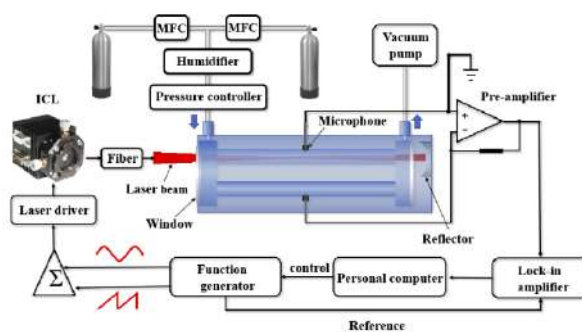 MFC
MFC
Humidifier
Vacuum
pump
Pressure controller
ICL
Microphone
Pre-amplifier
+
−
Fiber
Laser beam
Laser driver
Window
Reflector
Σ
Function
generator
control
Personal computer
Lock-in
amplifier
Reference